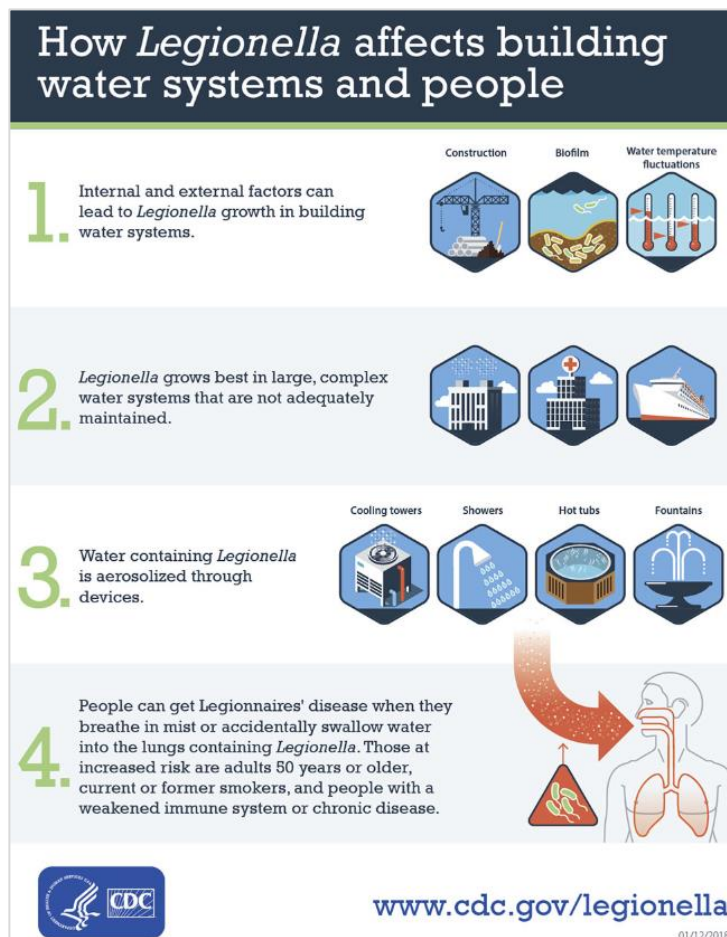 How Legionella affects building
water systems and people
1.
Internal and external factors can
lead to Legionella growth in building
water systems.
Construction
Biofilm
Water temperature
fluctuations
2.
Legionella grows best in large, complex
water systems that are not adequately
maintained.
3.
Water containing Legionella
is aerosolized through
devices.
Cooling towers
Showers
Hot tubs
Fountains
4.
People can get Legionnaires' disease when they
breathe in mist or accidentally swallow water
into the lungs containing Legionella. Those at
increased risk are adults 50 years or older,
current or former smokers, and people with a
weakened immune system or chronic disease.
CDC
www.cdc.gov/legionella